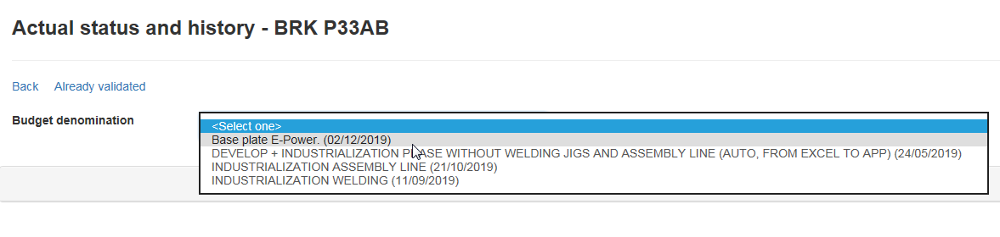 Actual status and history - BRK P33AB
Back Already validated
Budget denomination
<Select one>
Base plate E-Power. (02/12/2019)
DEVELOP + INDUSTRIALIZATION PHASE WITHOUT WELDING JIGS AND ASSEMBLY LINE (AUTO, FROM EXCEL TO APP) (24/05/2019)
INDUSTRIALIZATION ASSEMBLY LINE (21/10/2019)
INDUSTRIALIZATION WELDING (11/09/2019)